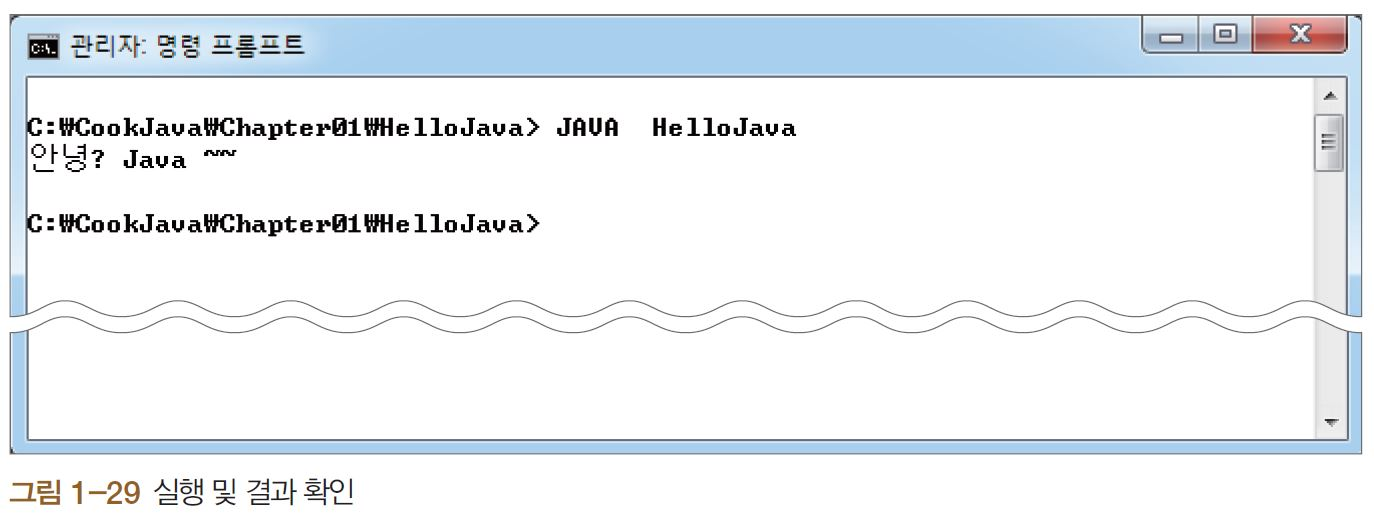 관리자: 명령 프롬프트
C:₩CookJava₩Chapter01₩HelloJava> JAVA  HelloJava
안녕? Java ~~
C:₩CookJava₩Chapter01₩HelloJava>
그림 1-29 실행 및 결과 확인